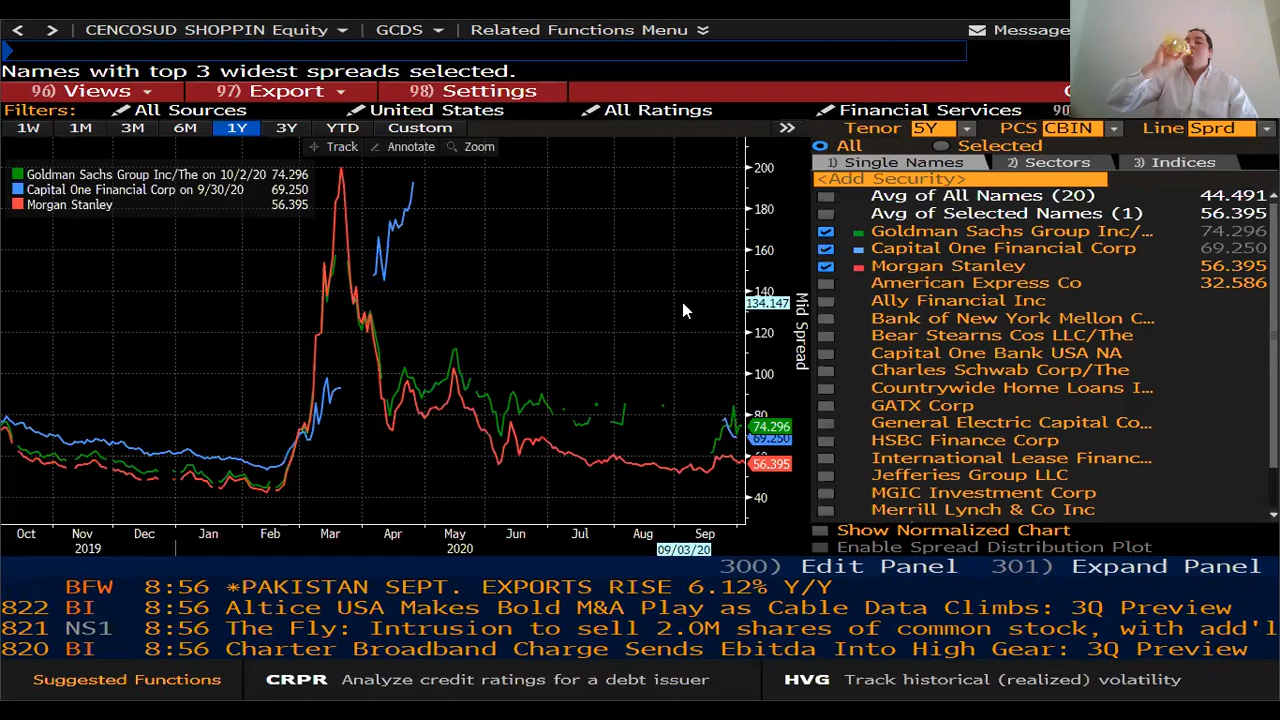 < > CENCOSUD SHOPPIN Equity GCDS Related Functions Menu Message
Names with top 3 widest spreads selected.
96) Views 97) Export 98) Settings
Filters: All Sources United States All Ratings Financial Services
1W 1M 3M 6M 1Y 3Y YTD Custom >> Tenor 5Y PCS CBIN Line Sprd
Track Annotate Zoom
All Selected
1) Single Names 2) Sectors 3) Indices
<Add Security>
Goldman Sachs Group Inc/The on 10/2/20 74.296
Capital One Financial Corp on 9/30/20 69.250
Morgan Stanley 56.395
200
180
160
140
134.147
120
100
80
74.296
69.250
56.395
40
Mid Spread
Avg of All Names (20) 44.491
Avg of Selected Names (1) 56.395
Goldman Sachs Group Inc/... 74.296
Capital One Financial Corp 69.250
Morgan Stanley 56.395
American Express Co 32.586
Ally Financial Inc
Bank of New York Mellon C...
Bear Stearns Cos LLC/The
Capital One Bank USA NA
Charles Schwab Corp/The
Countrywide Home Loans I...
GATX Corp
General Electric Capital Co...
HSBC Finance Corp
International Lease Financ...
Jefferies Group LLC
MGIC Investment Corp
Merrill Lynch & Co Inc
Oct Nov Dec Jan Feb Mar Apr May Jun Jul Aug Sep
2019 2020 09/03/20
Show Normalized Chart
Enable Spread Distribution Plot
300) Edit Panel 301) Expand Panel
BFW 8:56 *PAKISTAN SEPT. EXPORTS RISE 6.12% Y/Y
822 BI 8:56 Altice USA Makes Bold M&A Play as Cable Data Climbs: 3Q Preview
821 NS1 8:56 The Fly: Intrusion to sell 2.0M shares of common stock, with add'l
820 BI 8:56 Charter Broadband Charge Sends Ebitda Into High Gear: 3Q Preview
Suggested Functions CRPR Analyze credit ratings for a debt issuer HVG Track historical (realized) volatility